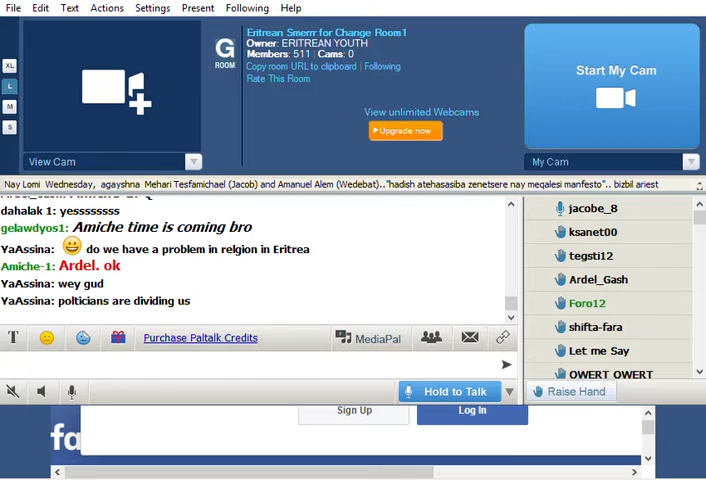 File Edit Text Actions Settings Present Following Help
XL
L
M
S
View Cam
G
ROOM
Eritrean Smerrr for Change Room1
Owner: ERITREAN YOUTH
Members: 511 | Cams: 0
Copy room URL to clipboard | Following
Rate This Room
View unlimited Webcams
Upgrade now
Start My Cam
My Cam
Nay Lomi Wednesday, agayshna Mehari Tesfamichael (Jacob) and Amanuel Alem (Wedebat).."hadish atehasasiba zenetsere nay meqalesi manfesto".. bizbil ariest
dahalak 1: yesssssssss
gelawdyos1: Amiche time is coming bro
YaAssina: do we have a problem in relgion in Eritrea
Amiche-1: Ardel. ok
YaAssina: wey gud
YaAssina: polticians are dividing us
T Purchase Paltalk Credits MediaPal
Hold to Talk
jacobe_8
ksanet00
tegsti12
Ardel_Gash
Foro12
shifta-fara
Let me Say
QWERT_QWERT
Raise Hand
Sign Up Log In
fa